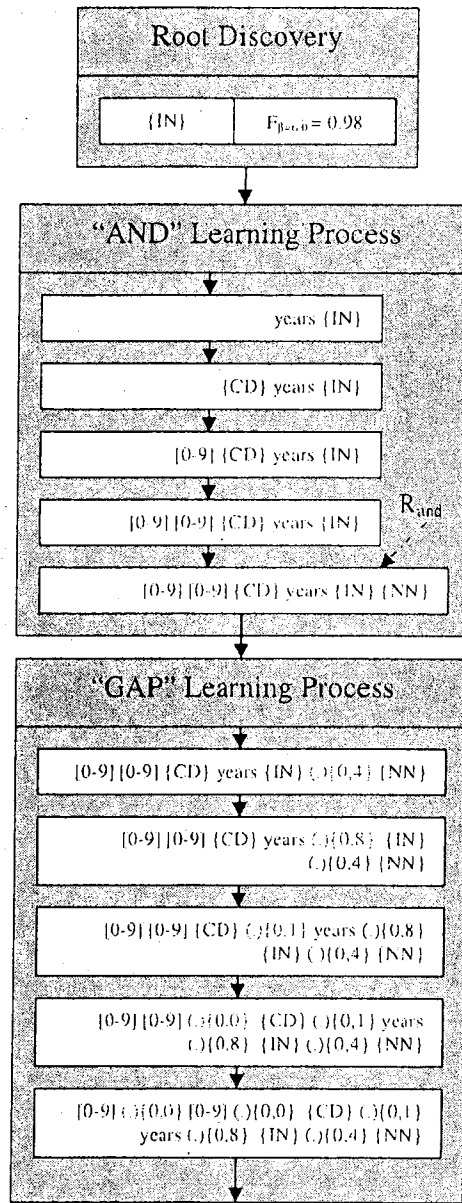 Root Discovery
{IN}
= 0.98
"AND" Learning Process
years {IN}
{CD} years {IN}
[0-9] {CD} years {IN}
[0-9] [0-9] {CD} years {IN}
Rand
[0-9] [0-9] {CD} years {IN} {NN}
"GAP" Learning Process
[0-9] [0-9] {CD} years {IN} (.){0,4} {NN}
[0-9] [0-9] {CD} years (.){0,8} {IN}
(.){0,4} {NN}
[0-9] [0-9] {CD} (.){0,1} years (.){0,8}
{IN} (.){0,4} {NN}
[0-9] [0-9] (.){0,0} {CD} (.){0,1} years
(.){0,8} {IN} (.){0,4} {NN}
[0-9] (.){0,0} [0-9] (.){0,0} {CD} (.){0,1}
years (.){0,8} {IN} (.){0,4} {NN}